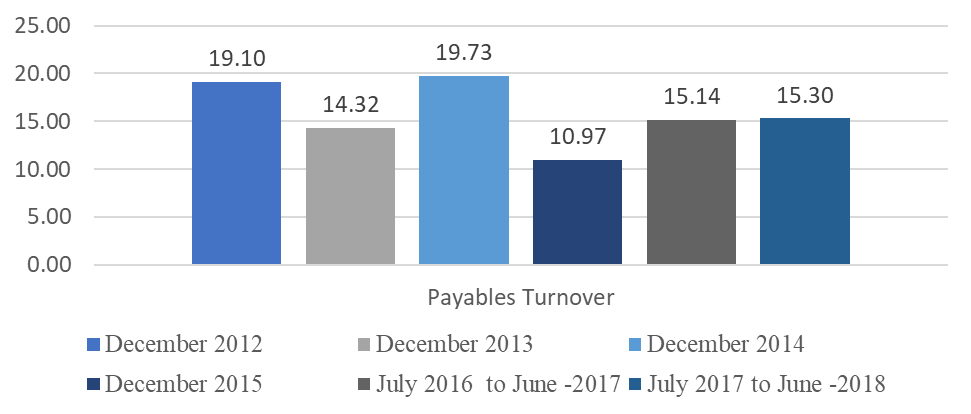 25.00
20.00
15.00
10.00
5.00
0.00
19.10
14.32
19.73
10.97
15.14
15.30
Payables Turnover
December 2012
December 2013
December 2014
December 2015
July 2016  to June -2017
July 2017 to June -2018